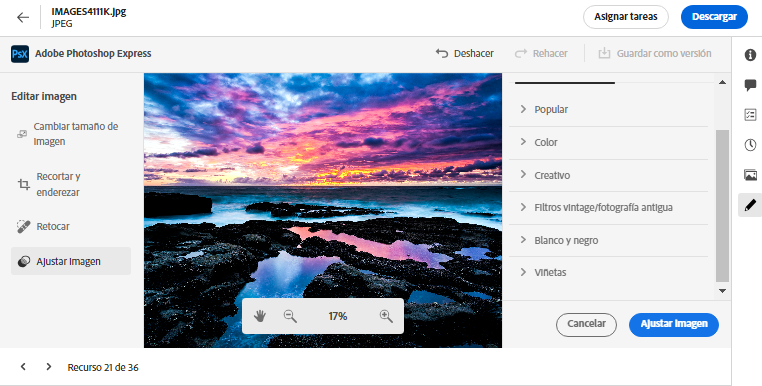 IMAGES4111K.jpg
JPEG
Asignar tareas
Descargar
PsX
Adobe Photoshop Express
Deshacer
Rehacer
Guardar como versión
Editar imagen
Cambiar tamaño de
imagen
Recortar y
enderezar
Retocar
Ajustar imagen
Popular
Color
Creativo
Filtros vintage/fotografía antigua
Blanco y negro
Viñetas
17%
Cancelar
Ajustar imagen
Recurso 21 de 36